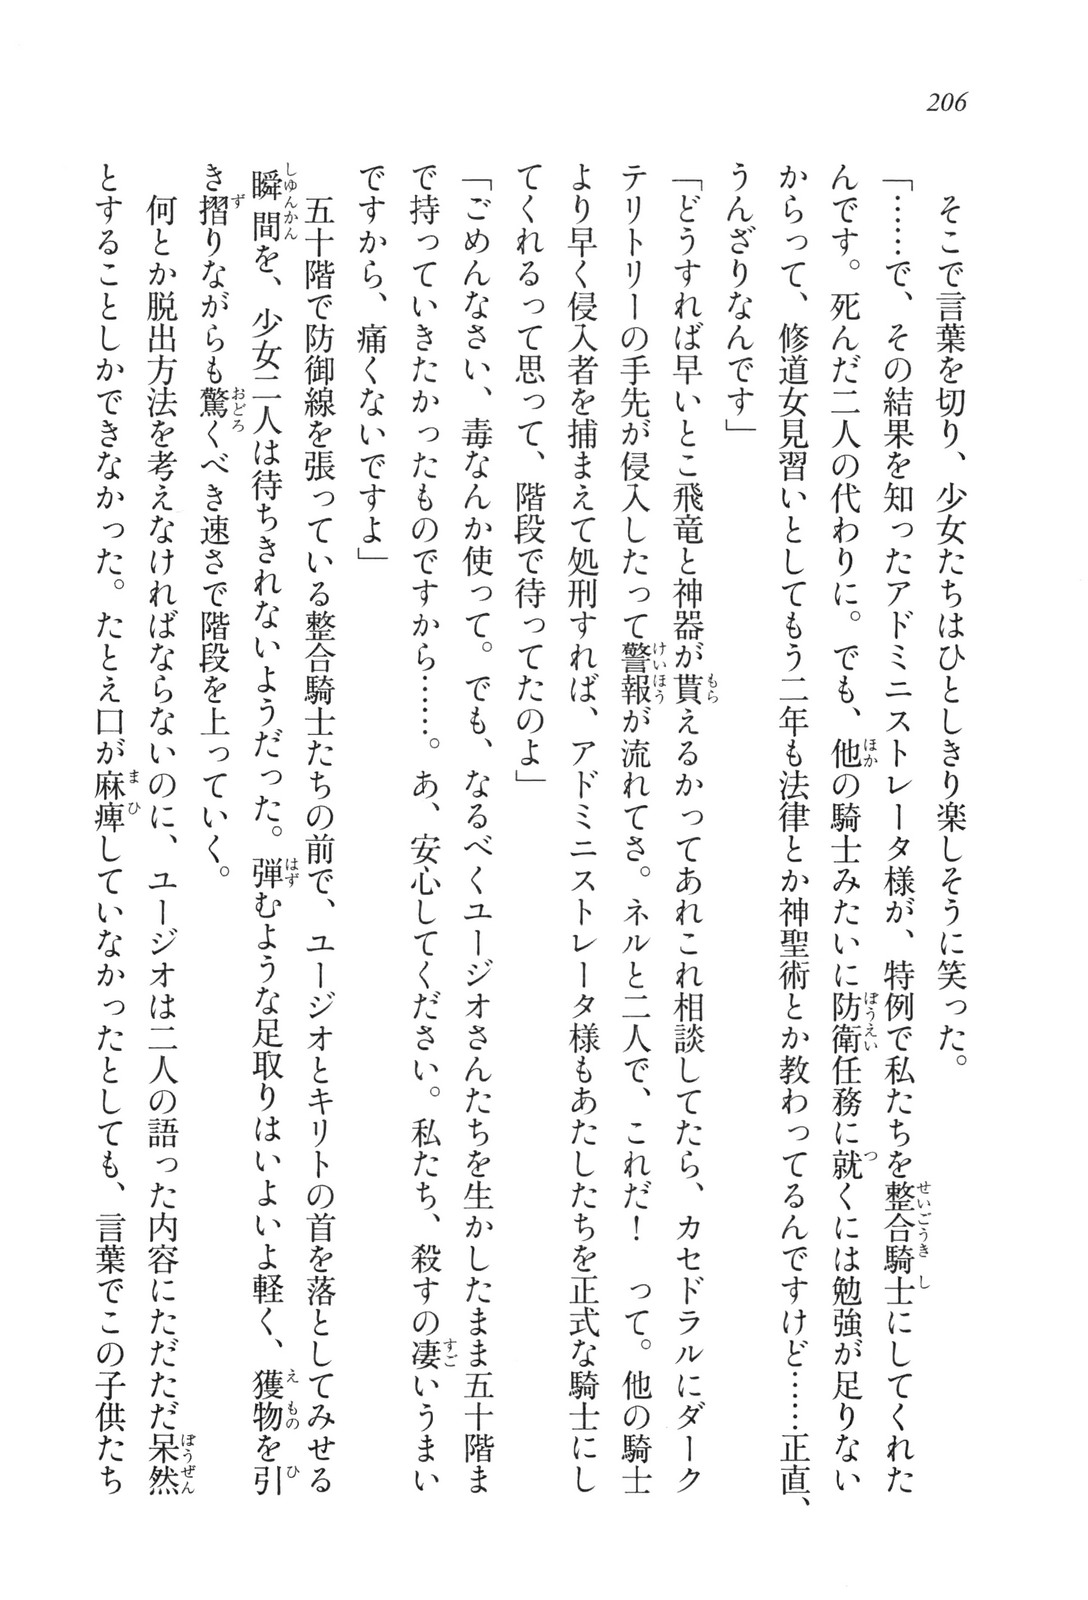 206
　そこで言葉を切り、少女たちはひとしきり楽しそうに笑った。
「……で、その結果を知ったアドミニストレータ様が、特例で私たちを整合騎士にしてくれた
んです。死んだ二人の代わりに。でも、他の騎士みたいに防衛任務に就くには勉強が足りない
からって、修道女見習いとしてもう二年も法律とか神聖術とか教わってるんですけど……正直、
うんざりなんです」
「どうすれば早いとこ飛竜と神器が貰えるかってあれこれ相談してたら、カセドラルにダーク
テリトリーの手先が侵入したって警報が流れてさ。ネルと二人で、これだ！　って。他の騎士
より早く侵入者を捕まえて処刑すれば、アドミニストレータ様もあたしたちを正式な騎士にし
てくれるって思って、階段で待ってたのよ」
「ごめんなさい、毒なんか使って。でも、なるべくユージオさんたちを生かしたまま五十階ま
で持っていきたかったものですから……。あ、安心してください。私たち、殺すの凄いうまい
ですから、痛くないですよ」
　五十階で防御線を張っている整合騎士たちの前で、ユージオとキリトの首を落としてみせる
瞬間を、少女二人は待ちきれないようだった。弾むような足取りはいよいよ軽く、獲物を引
き摺りながらも驚くべき速さで階段を上っていく。
　何とか脱出方法を考えなければならないのに、ユージオは二人の語った内容にただただ呆然
とすることしかできなかった。たとえ口が麻痺していなかったとしても、言葉でこの子供たち